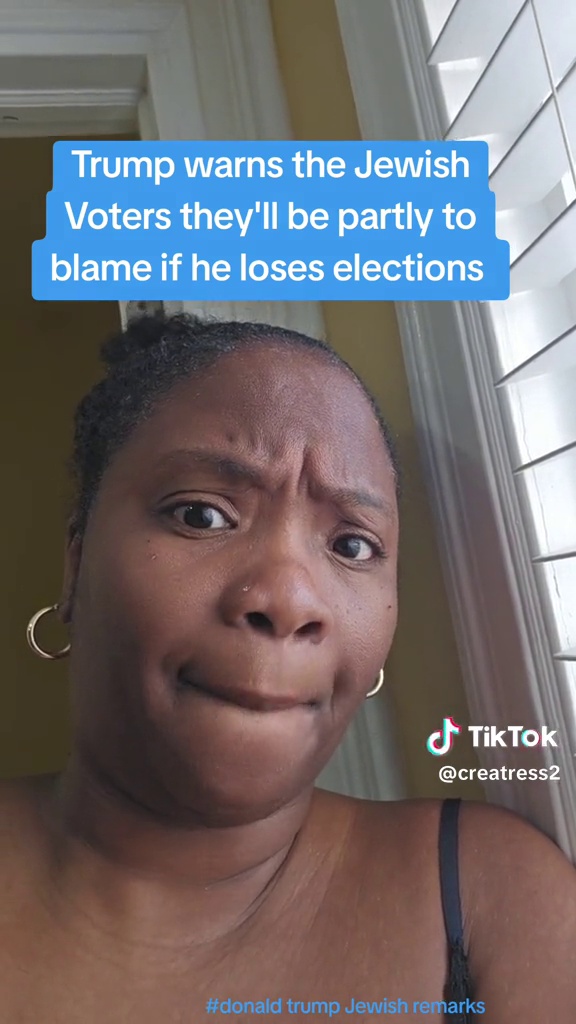 Trump warns the Jewish
Voters they'll be partly to
blame if he loses elections
TikTok
@creatress2
#donald trump Jewish remarks